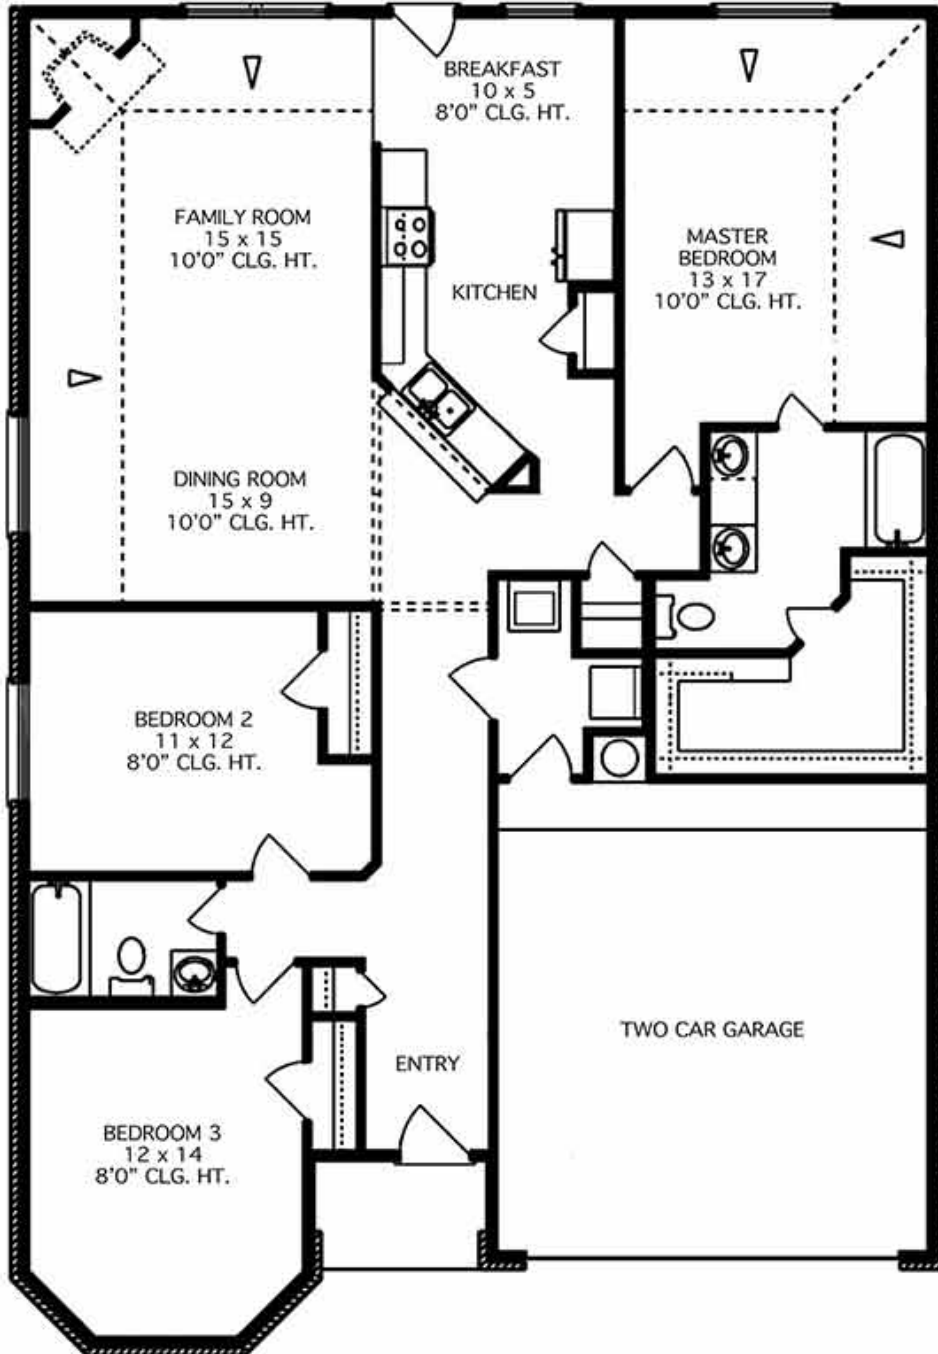 BREAKFAST
10 x 5
8'0" CLG. HT.
FAMILY ROOM
15 x 15
10'0" CLG. HT.
MASTER
BEDROOM
13 x 17
10'0" CLG. HT.
KITCHEN
DINING ROOM
15 x 9
10'0" CLG. HT.
BEDROOM 2
11 x 12
8'0" CLG. HT.
TWO CAR GARAGE
ENTRY
BEDROOM 3
12 x 14
8'0" CLG. HT.